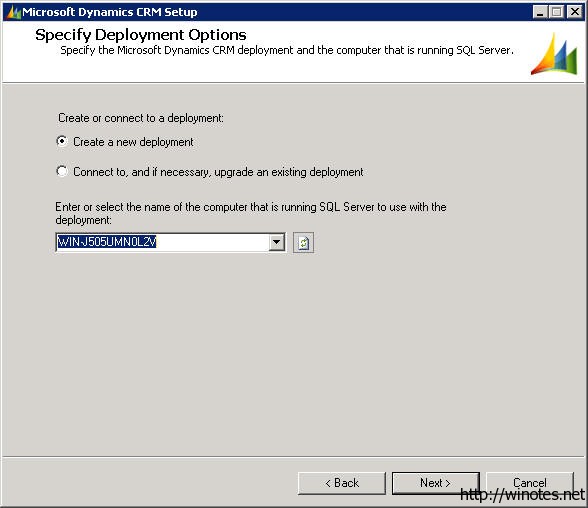 Microsoft Dynamics CRM Setup
Specify Deployment Options
Specify the Microsoft Dynamics CRM deployment and the computer that is running SQL Server.
Create or connect to a deployment:
Create a new deployment
Connect to, and if necessary, upgrade an existing deployment
Enter or select the name of the computer that is running SQL Server to use with the
deployment:
WIN-J505UMN0L2V
< Back
Next >
Cancel
http://winotes.net